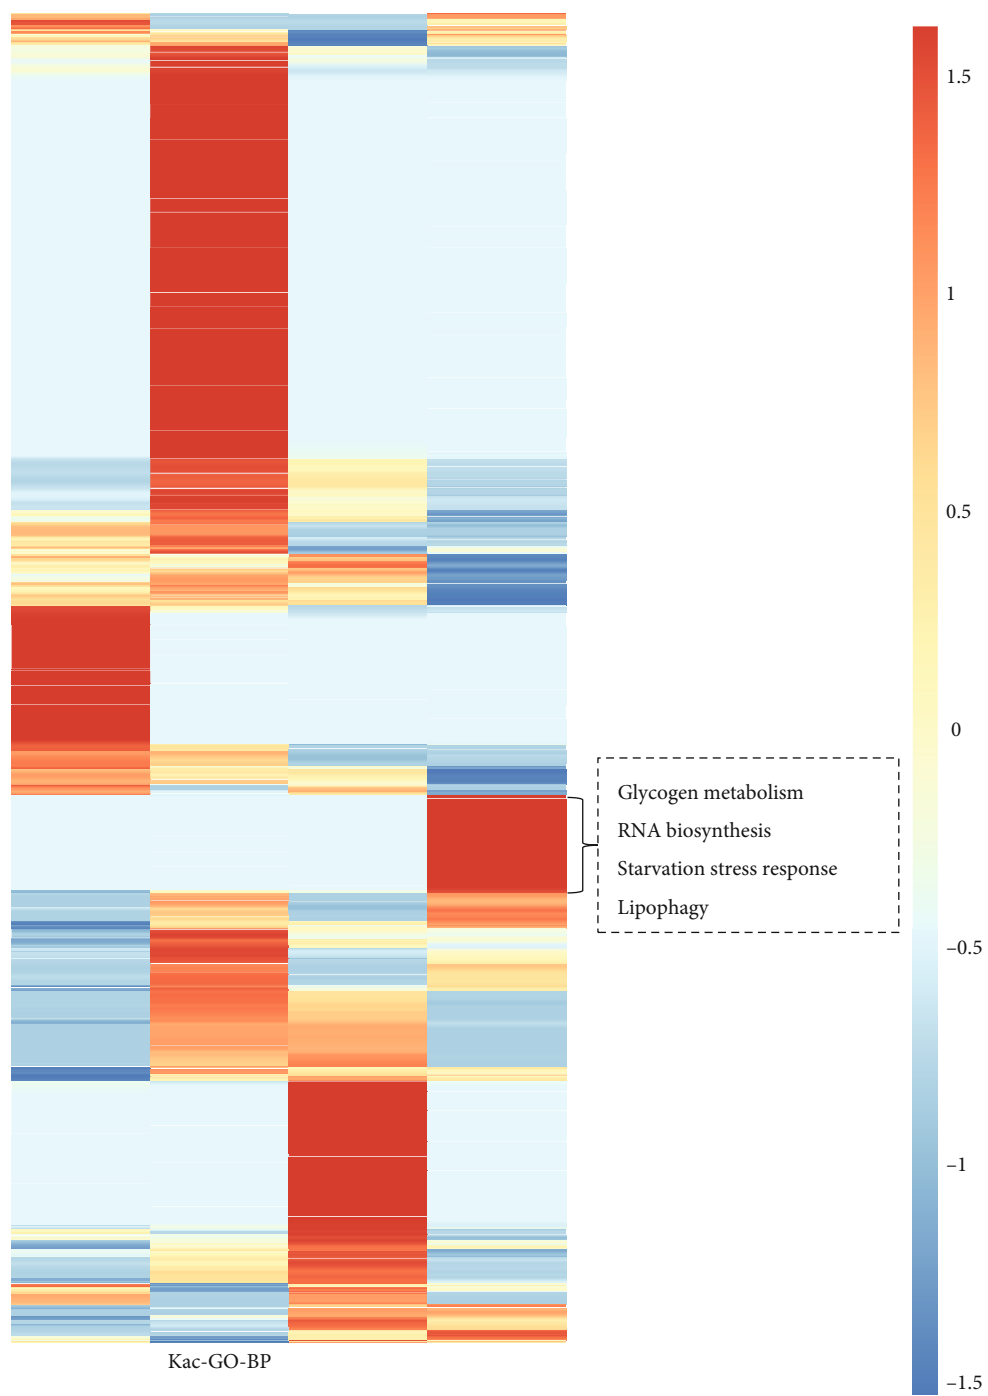 1.5
1
0.5
0
Glycogen metabolism
RNA biosynthesis
Starvation stress response
Lipophagy
–0.5
–1
–1.5
Kac-GO-BP